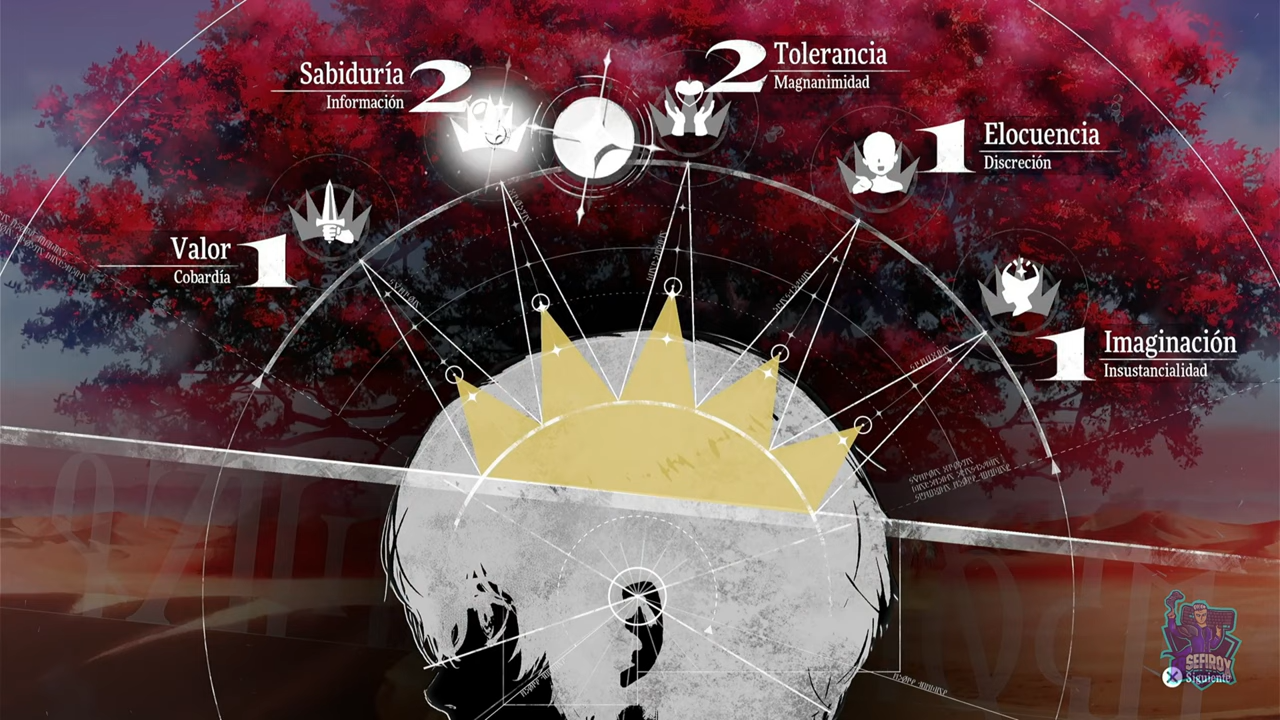 Sabiduría
Información
2
2
Tolerancia
Magnanimidad
1
Elocuencia
Discreción
Valor
Cobardía
1
1
Imaginación
Insustancialidad
SEFIROY
Siguiente